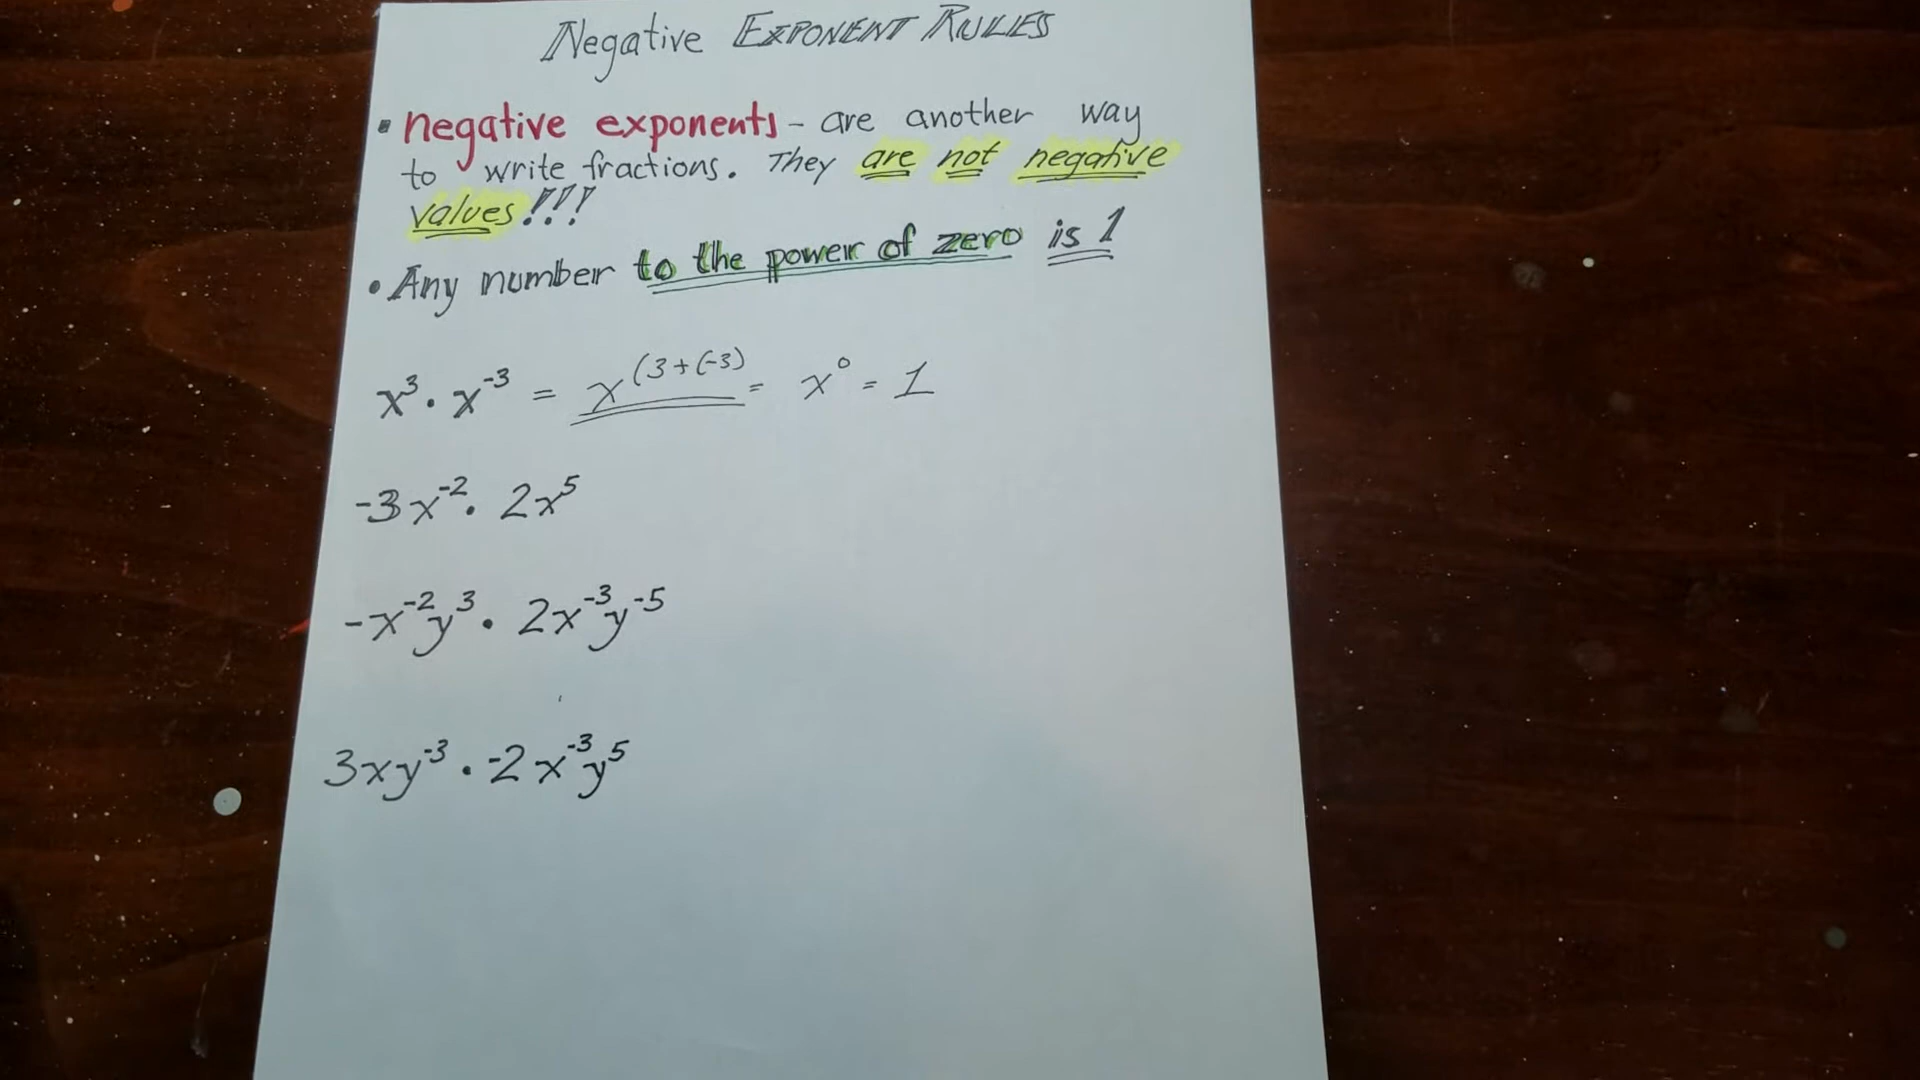 Negative EXPONENT RULES
▪ negative exponents - are another way
to write fractions. They are not negative
values!!!
• Any number to the power of zero is 1
x³ · x⁻³ = x⁽³⁺⁽⁻³⁾ = x⁰ = 1
-3x⁻² · 2x⁵
-x⁻²y³ · 2x⁻³y⁻⁵
3xy⁻³ · -2x⁻³y⁵